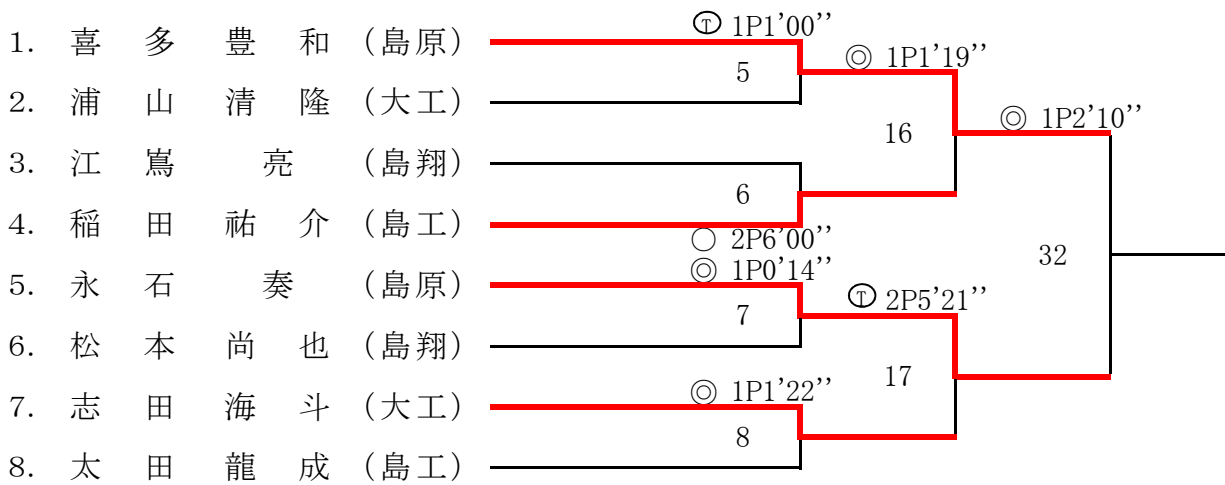 Ⓣ 1P1'00''
1. 喜多豊和 (島原)
◎ 1P1'19''
5
2. 浦山清隆 (大工)
◎ 1P2'10''
16
3. 江嶌亮 (島翔)
6
4. 稲田祐介 (島工)
○ 2P6'00''
32
◎ 1P0'14''
5. 永石奏 (島原)
Ⓣ 2P5'21''
7
6. 松本尚也 (島翔)
17
◎ 1P1'22''
7. 志田海斗 (大工)
8
8. 太田龍成 (島工)